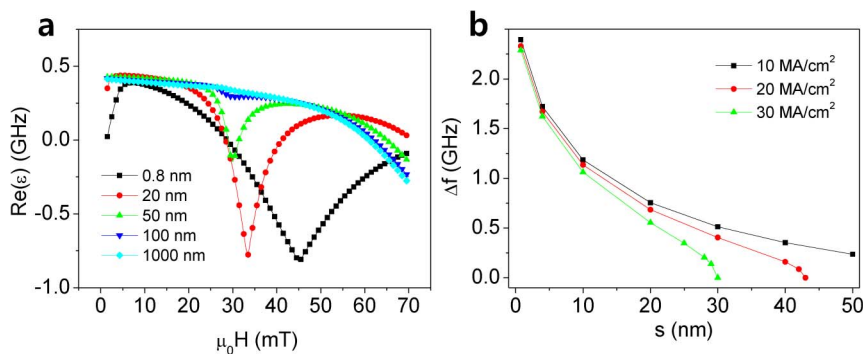 a
0.5
0.0
-0.5
-1.0
Re(ε) (GHz)
0.8 nm
20 nm
50 nm
100 nm
1000 nm
0 10 20 30 40 50 60 70
μ₀H (mT)
b
2.0
1.5
1.0
0.5
0.0
Δf (GHz)
10 MA/cm²
20 MA/cm²
30 MA/cm²
0 10 20 30 40 50
s (nm)